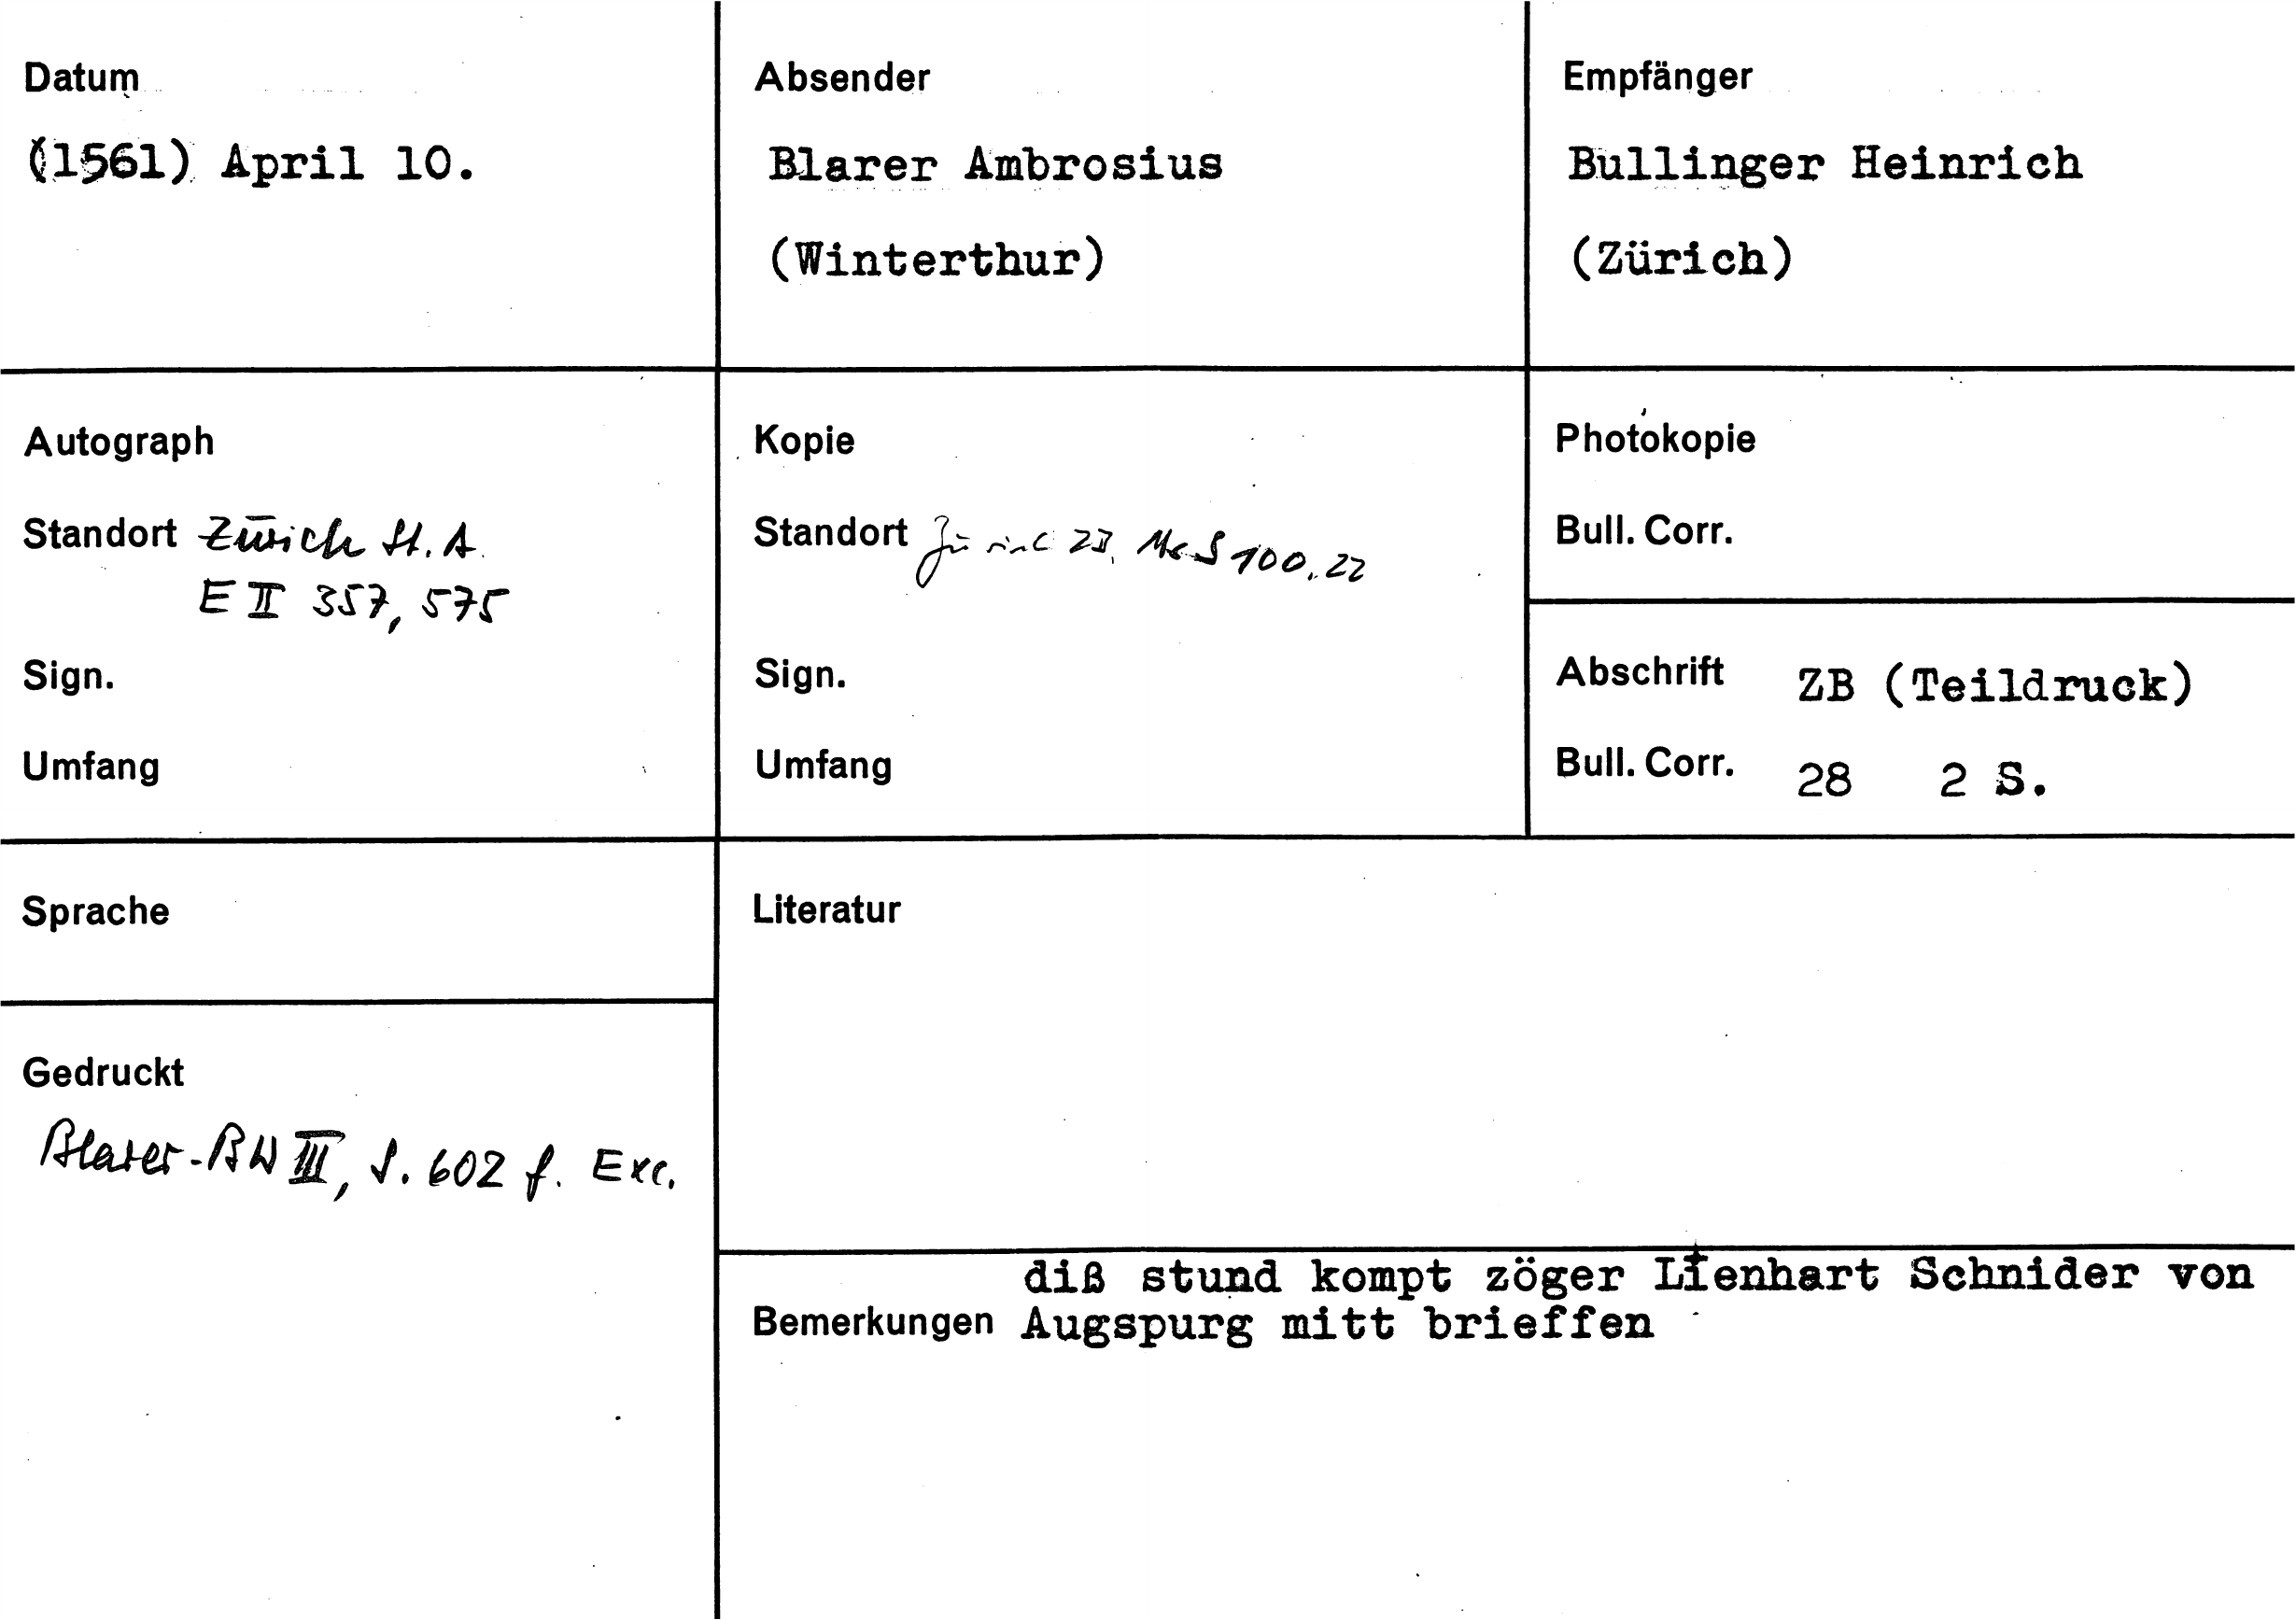 Datum
(1561) April 10.
Absender
Blarer Ambrosius
(Winterthur)
Empfänger
Bullinger Heinrich
(Zürich)
Autograph
Standort Zürich St. A.
E II 357, 575
Sign.
Umfang
Kopie
Standort Zürich ZB, Ms S 100, 22
Sign.
Umfang
Photokopie
Bull. Corr.
Abschrift ZB (Teildruck)
Bull. Corr. 28 2 S.
Sprache
Gedruckt
Blarer-BW III, S. 602 f. Exc.
Literatur
diß stund kompt zöger Lienhart Schnider von
Bemerkungen Augspurg mitt brieffen